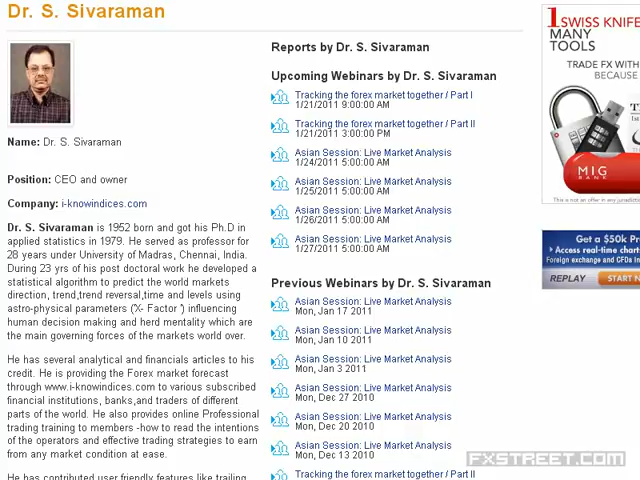 Dr. S. Sivaraman
Name: Dr. S. Sivaraman
Position: CEO and owner
Company: i-knowindices.com
Dr. S. Sivaraman is 1952 born and got his Ph.D in
applied statistics in 1979. He served as professor for
28 years under University of Madras, Chennai, India.
During 23 yrs of his post doctoral work he developed a
statistical algorithm to predict the world markets
direction, trend,trend reversal,time and levels using
astro-physical parameters ('X- Factor ') influencing
human decision making and herd mentality which are
the main governing forces of the markets world over.
He has several analytical and financials articles to his
credit. He is providing the Forex market forecast
through www.i-knowindices.com to various subscribed
financial institutions, banks,and traders of different
parts of the world. He also provides online Professional
trading training to members -how to read the intentions
of the operators and effective trading strategies to earn
from any market condition at ease.
He has contributed user friendly features like trailing
Reports by Dr. S. Sivaraman
Upcoming Webinars by Dr. S. Sivaraman
Tracking the forex market together / Part I
1/21/2011 9:00:00 AM
Tracking the forex market together / Part II
1/21/2011 3:00:00 PM
Asian Session: Live Market Analysis
1/24/2011 5:00:00 AM
Asian Session: Live Market Analysis
1/25/2011 5:00:00 AM
Asian Session: Live Market Analysis
1/26/2011 5:00:00 AM
Asian Session: Live Market Analysis
1/27/2011 5:00:00 AM
Previous Webinars by Dr. S. Sivaraman
Asian Session: Live Market Analysis
Mon, Jan 17 2011
Asian Session: Live Market Analysis
Mon, Jan 10 2011
Asian Session: Live Market Analysis
Mon, Jan 3 2011
Asian Session: Live Market Analysis
Mon, Dec 27 2010
Asian Session: Live Market Analysis
Mon, Dec 20 2010
Asian Session: Live Market Analysis
Mon, Dec 13 2010
Tracking the forex market together / Part II
1 SWISS KNIFE
MANY
TOOLS
TRADE FX WITH
BECAUSE
MIG
BANK
This is not an offer in any jurisdiction
Get a $50k
Access real-time charts
Foreign exchange and CFDs
REPLAY
START
FXSTREET.COM